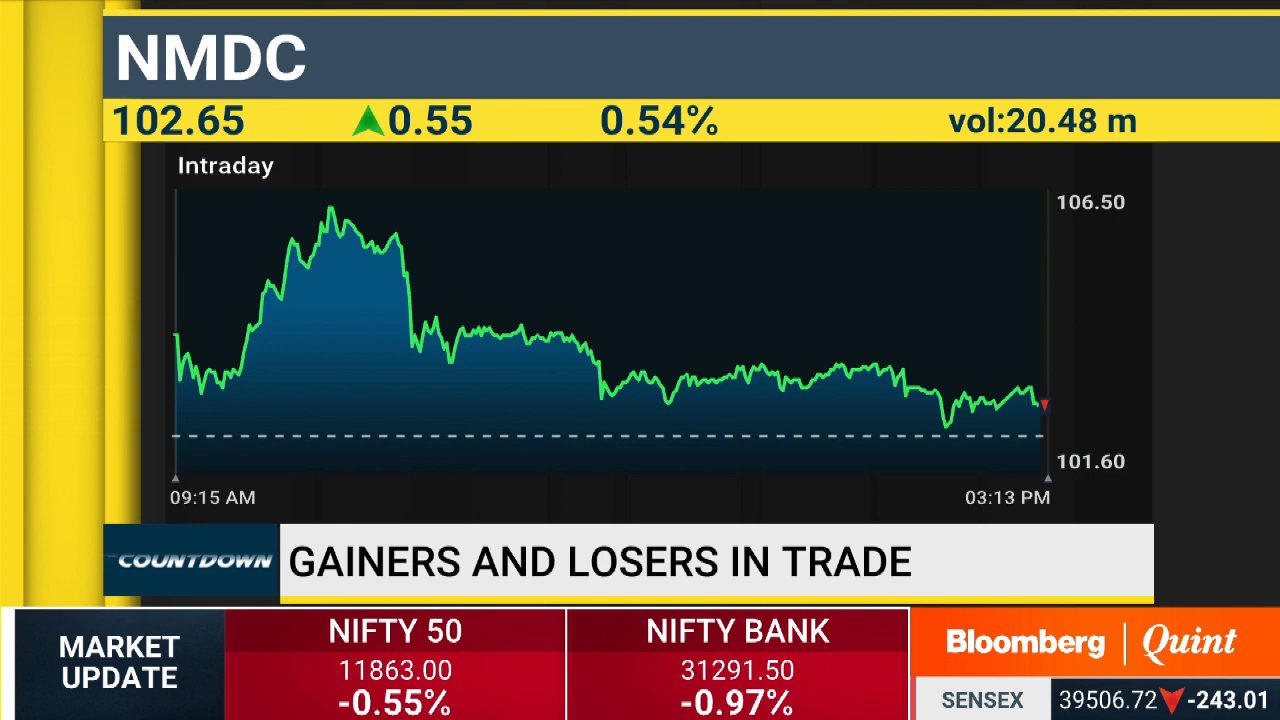 NMDC
102.65 0.55 0.54% vol:20.48 m
Intraday
106.50
101.60
09:15 AM 03:13 PM
COUNTDOWN GAINERS AND LOSERS IN TRADE
MARKET UPDATE
NIFTY 50
11863.00
-0.55%
NIFTY BANK
31291.50
-0.97%
Bloomberg | Quint
SENSEX 39506.72 -243.01